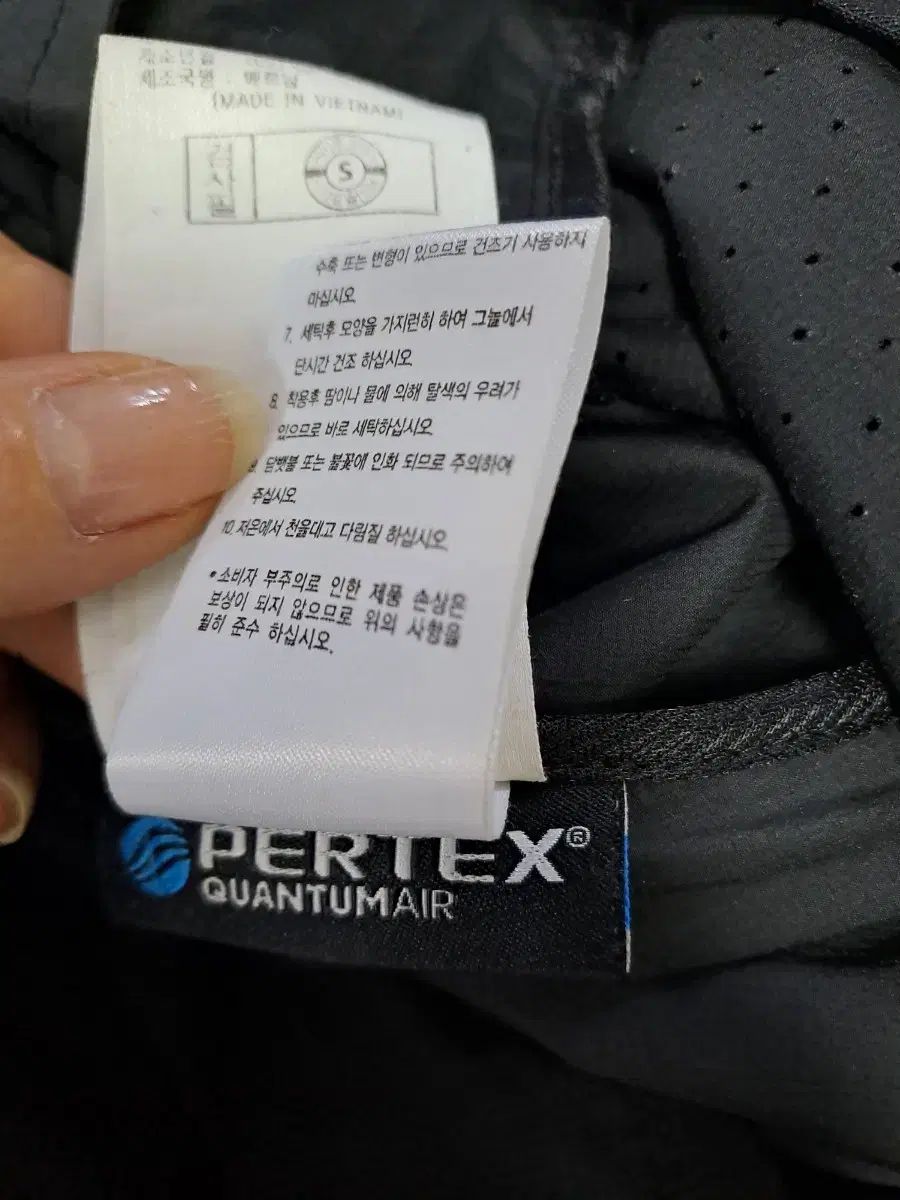 제조년월 :
제조국명 : 베트남
(MADE IN VIETNAM)
S
수축 또는 변형이 있으므로 건조기 사용하지
마십시오.
7. 세탁후 모양을 가지런히 하여 그늘에서
단시간 건조 하십시오.
8. 착용후 땀이나 물에 의해 탈색의 우려가
있으므로 바로 세탁하십시오.
9. 담뱃불 또는 불꽃에 인화 되므로 주의하여
주십시오.
10. 저온에서 천을대고 다림질 하십시오.
•소비자 부주의로 인한 제품 손상은
보상이 되지 않으므로 위의 사항을
필히 준수 하십시오.
PERTEX®
QUANTUMAIR